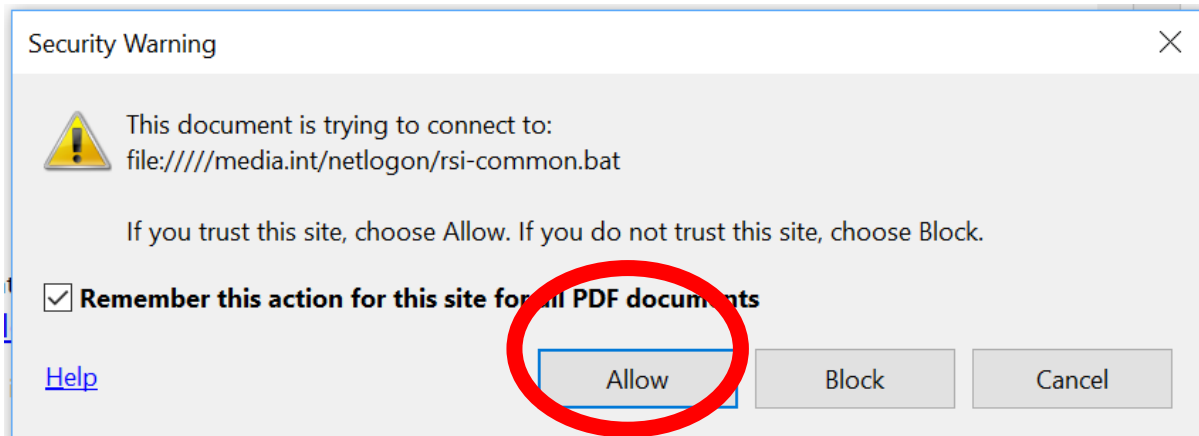 Security Warning
This document is trying to connect to:
file://///media.int/netlogon/rsi-common.bat
If you trust this site, choose Allow. If you do not trust this site, choose Block.
Remember this action for this site for all PDF documents
Help
Allow
Block
Cancel